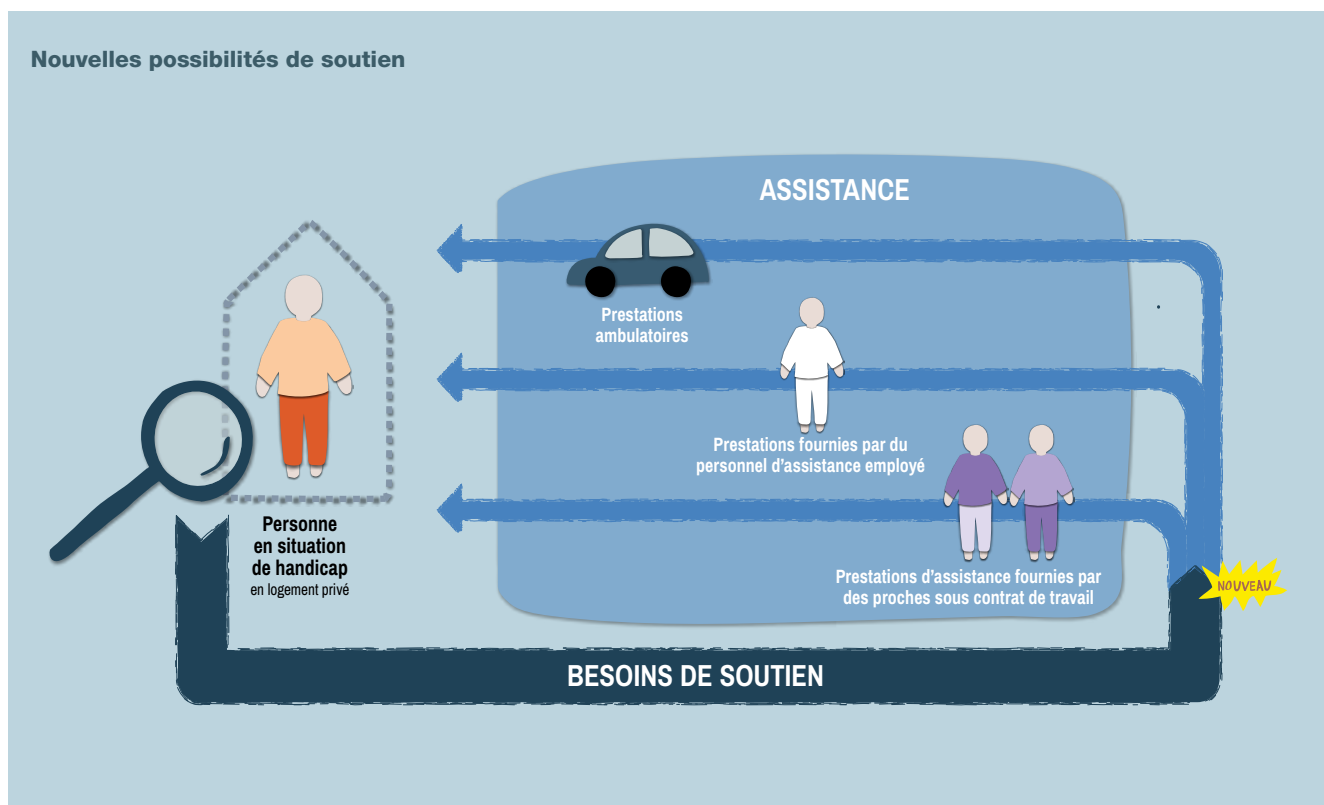 Nouvelles possibilités de soutien
ASSISTANCE
Prestations
ambulatoires
Prestations fournies par du
personnel d'assistance employé
Prestations d'assistance fournies par
des proches sous contrat de travail
Personne
en situation
de handicap
en logement privé
NOUVEAU
BESOINS DE SOUTIEN